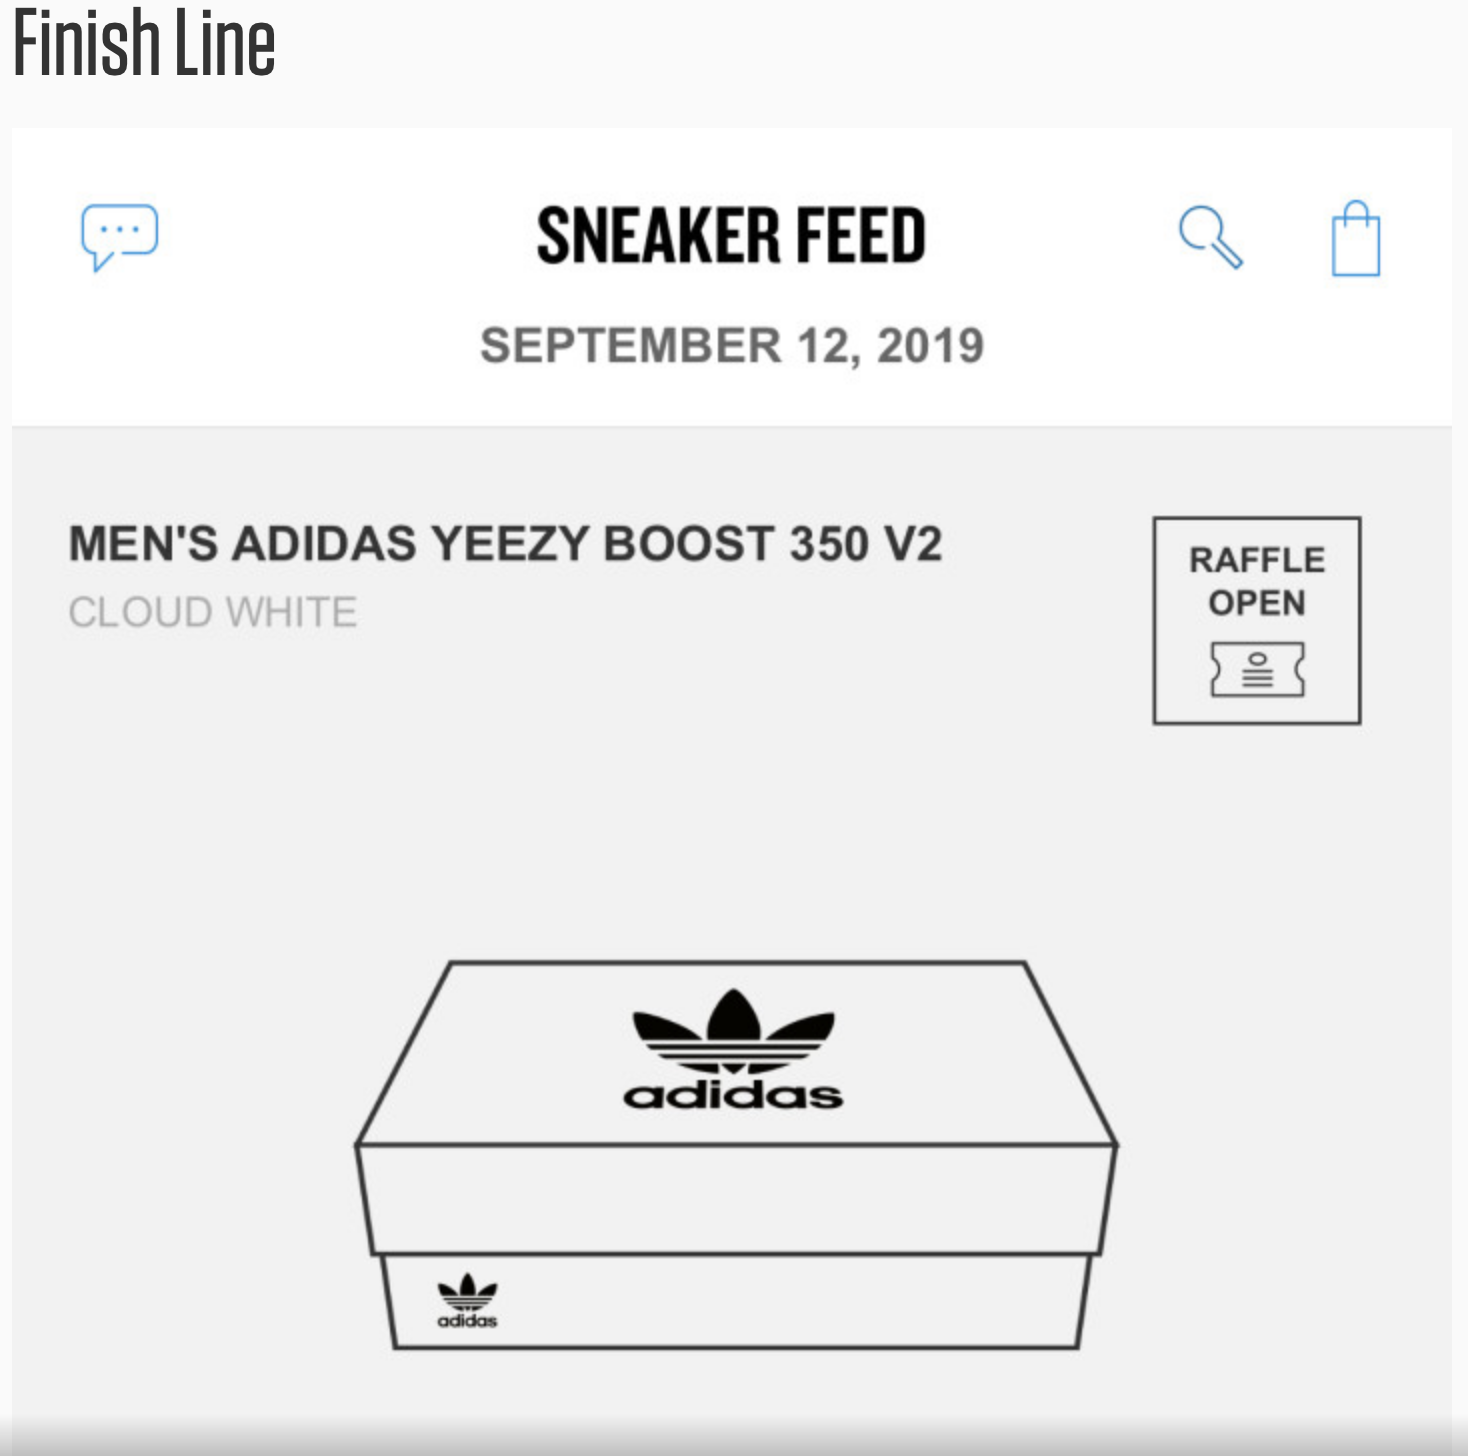 Finish Line
SNEAKER FEED
SEPTEMBER 12, 2019
MEN'S ADIDAS YEEZY BOOST 350 V2
CLOUD WHITE
RAFFLE
OPEN
adidas
adidas